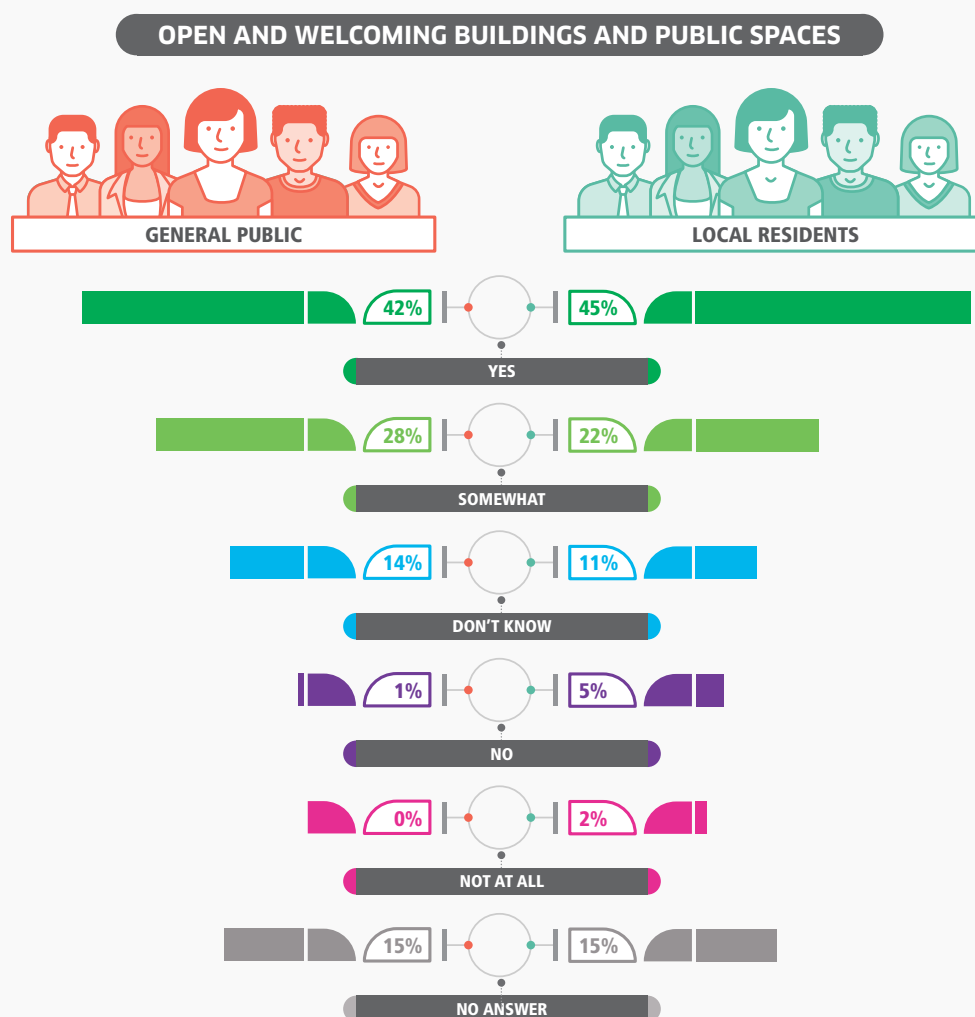 OPEN AND WELCOMING BUILDINGS AND PUBLIC SPACES
GENERAL PUBLIC
LOCAL RESIDENTS
42%
45%
YES
28%
22%
SOMEWHAT
14%
11%
DON'T KNOW
1%
5%
NO
0%
2%
NOT AT ALL
15%
15%
NO ANSWER